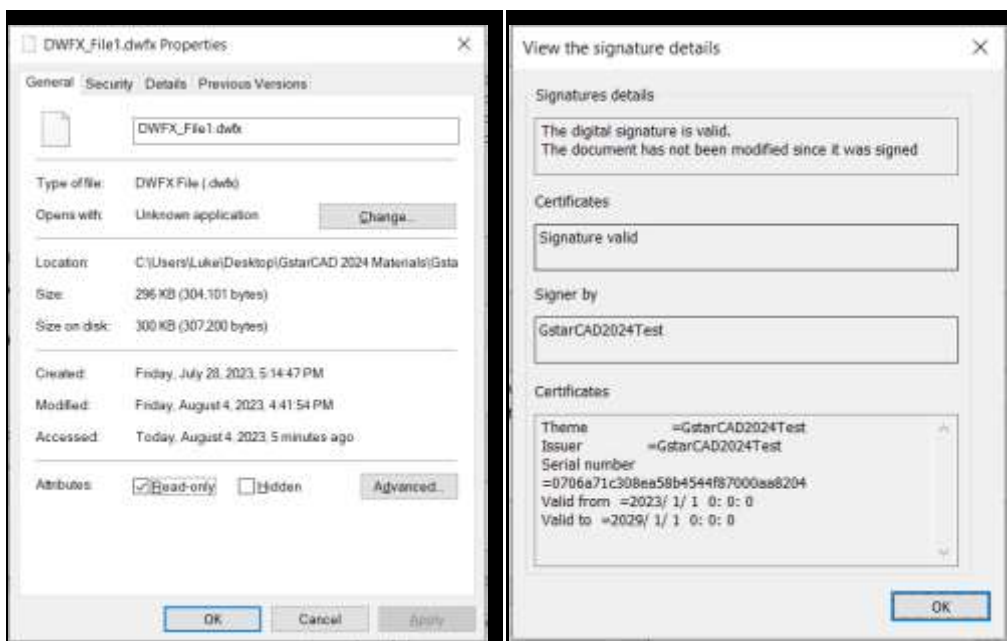 DWFX_File1.dwfx Properties
General Security Details Previous Versions
DWFX_File1.dwfx
Type of file: DWFX File (.dwfx)
Opens with: Unknown application Change...
Location: C:\Users\Luke\Desktop\GstarCAD 2024 Materials\Gsta
Size: 296 KB (304,101 bytes)
Size on disk: 300 KB (307,200 bytes)
Created: Friday, July 28, 2023, 5:14:47 PM
Modified: Friday, August 4, 2023, 4:41:54 PM
Accessed: Today, August 4, 2023, 5 minutes ago
Attributes: Read-only Hidden Advanced...
OK Cancel Apply
View the signature details
Signatures details
The digital signature is valid.
The document has not been modified since it was signed
Certificates
Signature valid
Signer by
GstarCAD2024Test
Certificates
Theme =GstarCAD2024Test
Issuer =GstarCAD2024Test
Serial number
=0706a71c308ea58b4544f87000aa8204
Valid from =2023/ 1/ 1 0: 0: 0
Valid to =2029/ 1/ 1 0: 0: 0
OK